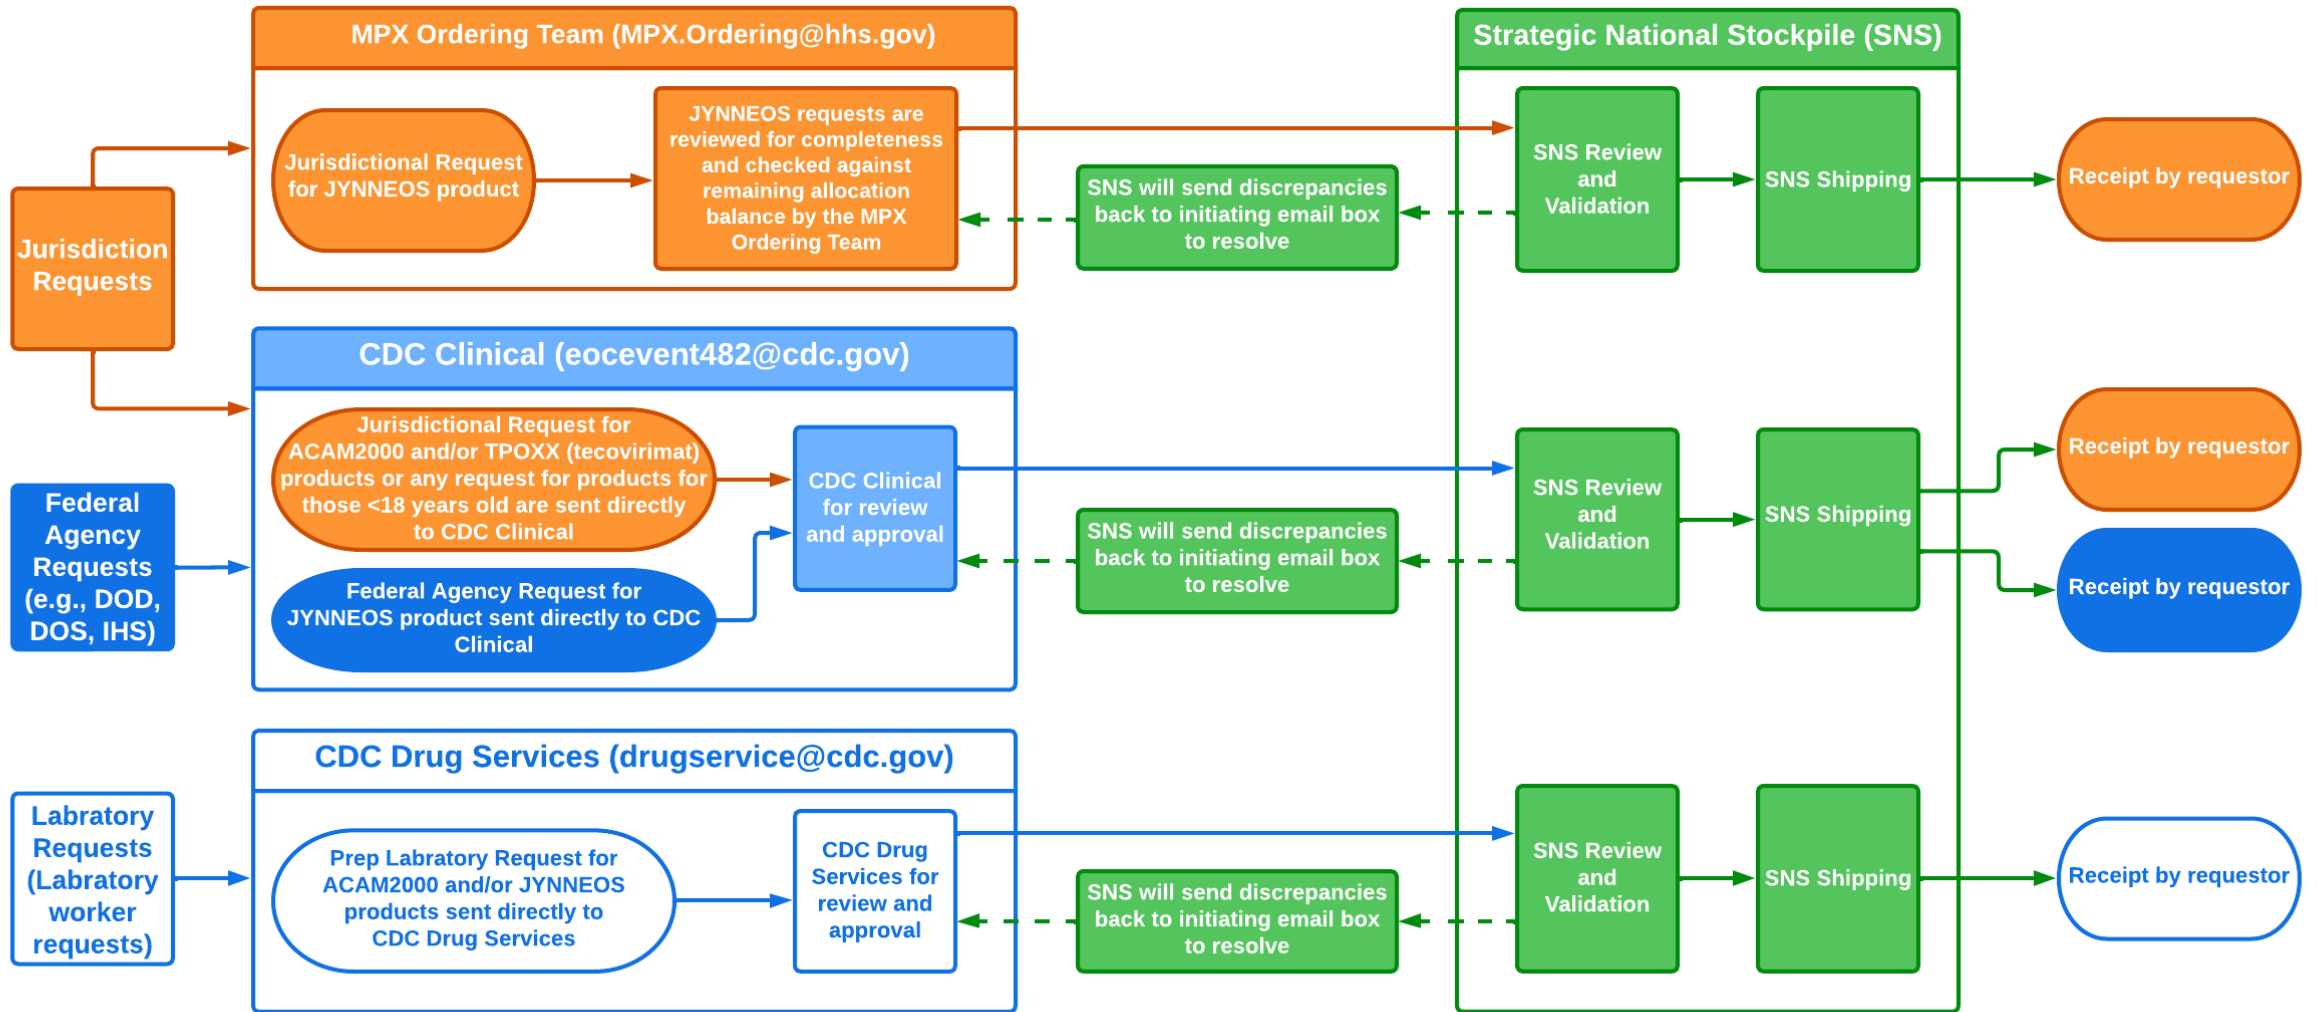 MPX Ordering Team (MPX.Ordering@hhs.gov)
Strategic National Stockpile (SNS)
Jurisdiction
Requests
Jurisdictional Request
for JYNNEOS product
JYNNEOS requests are
reviewed for completeness
and checked against
remaining allocation
balance by the MPX
Ordering Team
SNS will send discrepancies
back to initiating email box
to resolve
SNS Review
and
Validation
SNS Shipping
Receipt by requestor
CDC Clinical (eocevent482@cdc.gov)
Federal
Agency
Requests
(e.g., DOD,
DOS, IHS)
Jurisdictional Request for
ACAM2000 and/or TPOXX (tecovirimat)
products or any request for products for
those <18 years old are sent directly
to CDC Clinical
Federal Agency Request for
JYNNEOS product sent directly to CDC
Clinical
CDC Clinical
for review
and approval
SNS will send discrepancies
back to initiating email box
to resolve
SNS Review
and
Validation
SNS Shipping
Receipt by requestor
Receipt by requestor
CDC Drug Services (drugservice@cdc.gov)
Labratory
Requests
(Labratory
worker
requests)
Prep Labratory Request for
ACAM2000 and/or JYNNEOS
products sent directly to
CDC Drug Services
CDC Drug
Services for
review and
approval
SNS will send discrepancies
back to initiating email box
to resolve
SNS Review
and
Validation
SNS Shipping
Receipt by requestor